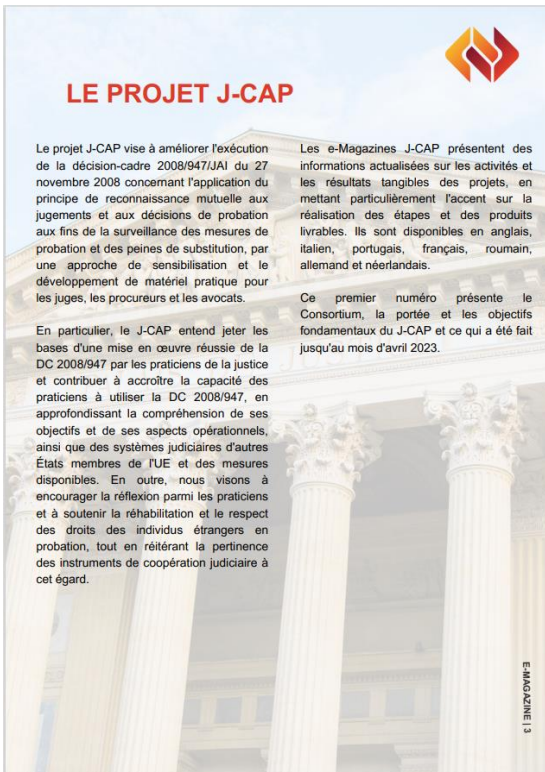 LE PROJET J-CAP
Le projet J-CAP vise à améliorer l'exécution
de la décision-cadre 2008/947/JAI du 27
novembre 2008 concernant l'application du
principe de reconnaissance mutuelle aux
jugements et aux décisions de probation
aux fins de la surveillance des mesures de
probation et des peines de substitution, par
une approche de sensibilisation et le
développement de matériel pratique pour
les juges, les procureurs et les avocats.
En particulier, le J-CAP entend jeter les
bases d'une mise en œuvre réussie de la
DC 2008/947 par les praticiens de la justice
et contribuer à accroître la capacité des
praticiens à utiliser la DC 2008/947, en
approfondissant la compréhension de ses
objectifs et de ses aspects opérationnels,
ainsi que des systèmes judiciaires d'autres
États membres de l'UE et des mesures
disponibles. En outre, nous visons à
encourager la réflexion parmi les praticiens
et à soutenir la réhabilitation et le respect
des droits des individus étrangers en
probation, tout en réitérant la pertinence
des instruments de coopération judiciaire à
cet égard.
Les e-Magazines J-CAP présentent des
informations actualisées sur les activités et
les résultats tangibles des projets, en
mettant particulièrement l'accent sur la
réalisation des étapes et des produits
livrables. Ils sont disponibles en anglais,
italien, portugais, français, roumain,
allemand et néerlandais.
Ce premier numéro présente le
Consortium, la portée et les objectifs
fondamentaux du J-CAP et ce qui a été fait
jusqu'au mois d'avril 2023.
E-MAGAZINE | 3